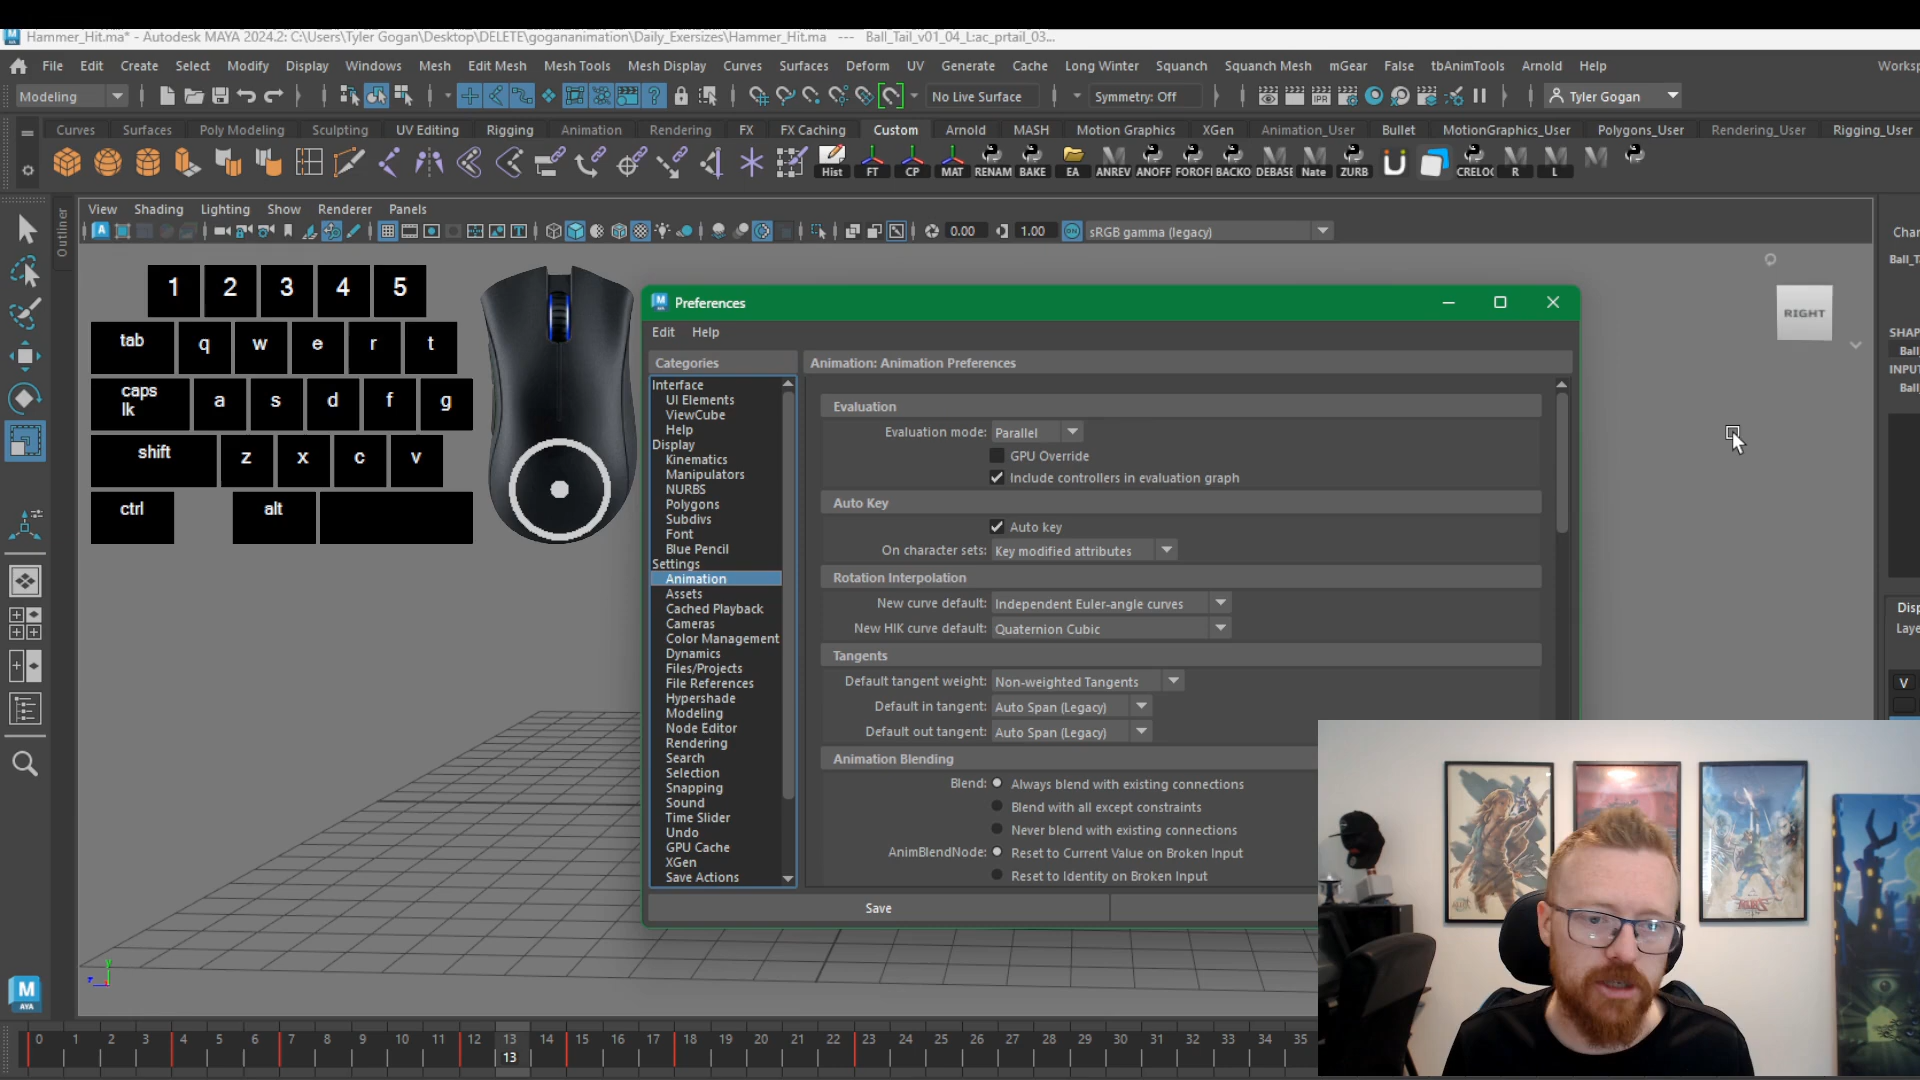 Hammer_Hit.ma* - Autodesk MAYA 2024.2: C:\Users\Tyler Gogan\Desktop\DELETE\gogananimation\Daily_Exersizes\Hammer_Hit.ma --- Ball_Tail_v01_04_L:ac_prtail_03...
File Edit Create Select Modify Display Windows Mesh Edit Mesh Mesh Tools Mesh Display Curves Surfaces Deform UV Generate Cache Long Winter Squanch Squanch Mesh mGear False tbAnimTools Arnold Help Worksp
Modeling No Live Surface Symmetry: Off IPR Tyler Gogan
Curves Surfaces Poly Modeling Sculpting UV Editing Rigging Animation Rendering FX FX Caching Custom Arnold MASH Motion Graphics XGen Animation_User Bullet MotionGraphics_User Polygons_User Rendering_User Rigging_User
Hist FT CP MAT RENAM BAKE EA ANREV ANOFF FOROFI BACKO DEBASE Nate ZURB CRELOC R L
Outliner
View Shading Lighting Show Renderer Panels
0.00 1.00 sRGB gamma (legacy)
Char
Ball_T
1 2 3 4 5
tab q w e r t
caps lk a s d f g
shift z x c v
ctrl alt
RIGHT
SHAP
Ball_
INPUT
Ball
Disp
Laye
V
Preferences
Edit Help
Categories
Interface
UI Elements
ViewCube
Help
Display
Kinematics
Manipulators
NURBS
Polygons
Subdivs
Font
Blue Pencil
Settings
Animation
Assets
Cached Playback
Cameras
Color Management
Dynamics
Files/Projects
File References
Hypershade
Modeling
Node Editor
Rendering
Search
Selection
Snapping
Sound
Time Slider
Undo
GPU Cache
XGen
Save Actions
Animation: Animation Preferences
Evaluation
Evaluation mode: Parallel
GPU Override
Include controllers in evaluation graph
Auto Key
Auto key
On character sets: Key modified attributes
Rotation Interpolation
New curve default: Independent Euler-angle curves
New HIK curve default: Quaternion Cubic
Tangents
Default tangent weight: Non-weighted Tangents
Default in tangent: Auto Span (Legacy)
Default out tangent: Auto Span (Legacy)
Animation Blending
Blend: Always blend with existing connections
Blend with all except constraints
Never blend with existing connections
AnimBlendNode: Reset to Current Value on Broken Input
Reset to Identity on Broken Input
Save
y
z
M
AYA
0 1 2 3 4 5 6 7 8 9 10 11 12 13 14 15 16 17 18 19 20 21 22 23 24 25 26 27 28 29 30 31 32 33 34 35
13